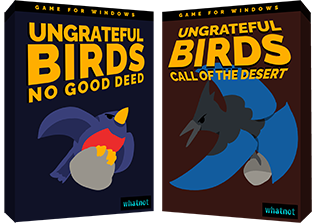 GAME FOR WINDOWS
UNGRATEFUL
BIRDS
NO GOOD DEED
whatnot
GAME FOR WINDOWS
UNGRATEFUL
BIRDS
CALL OF THE DESERT
whatnot